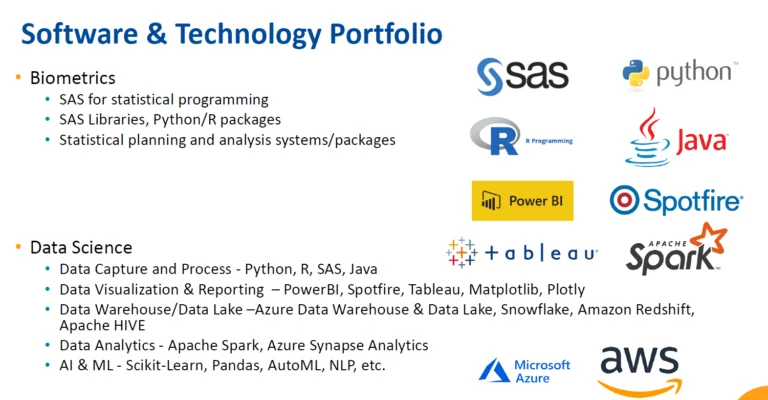 Software & Technology Portfolio
• Biometrics
• SAS for statistical programming
• SAS Libraries, Python/R packages
• Statistical planning and analysis systems/packages
• Data Science
• Data Capture and Process - Python, R, SAS, Java
• Data Visualization & Reporting – PowerBI, Spotfire, Tableau, Matplotlib, Plotly
• Data Warehouse/Data Lake –Azure Data Warehouse & Data Lake, Snowflake, Amazon Redshift,
Apache HIVE
• Data Analytics - Apache Spark, Azure Synapse Analytics
• AI & ML - Scikit-Learn, Pandas, AutoML, NLP, etc.
sas
python™
R R Programming
Java
Power BI
Spotfire®
+ableau
APACHE
Spark
Microsoft
Azure
aws